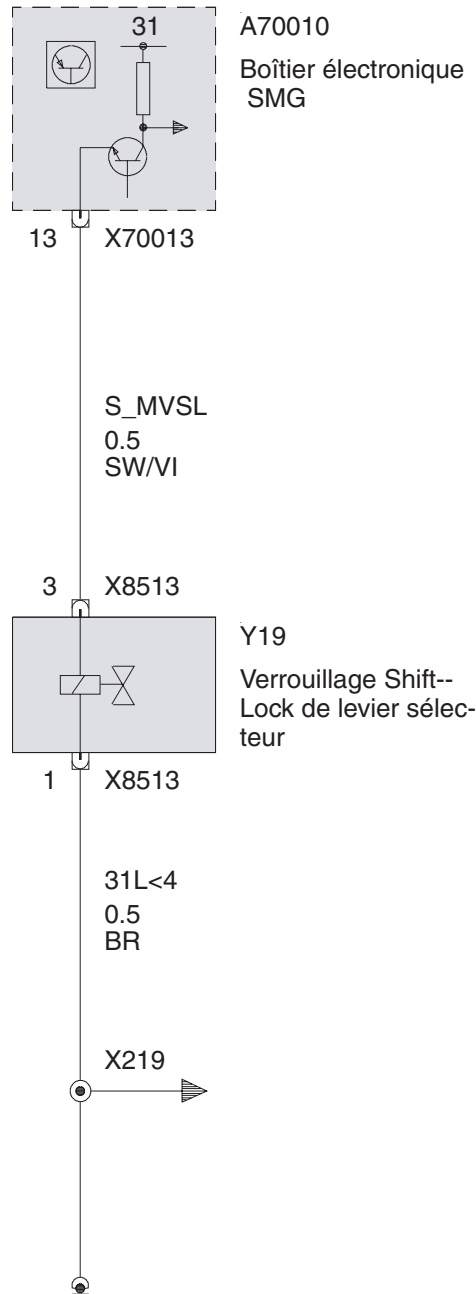 31
A70010
Boîtier électronique
SMG
13 X70013
S_MVSL
0.5
SW/VI
3 X8513
Y19
Verrouillage Shift--
Lock de levier sélec-
teur
1 X8513
31L<4
0.5
BR
X219